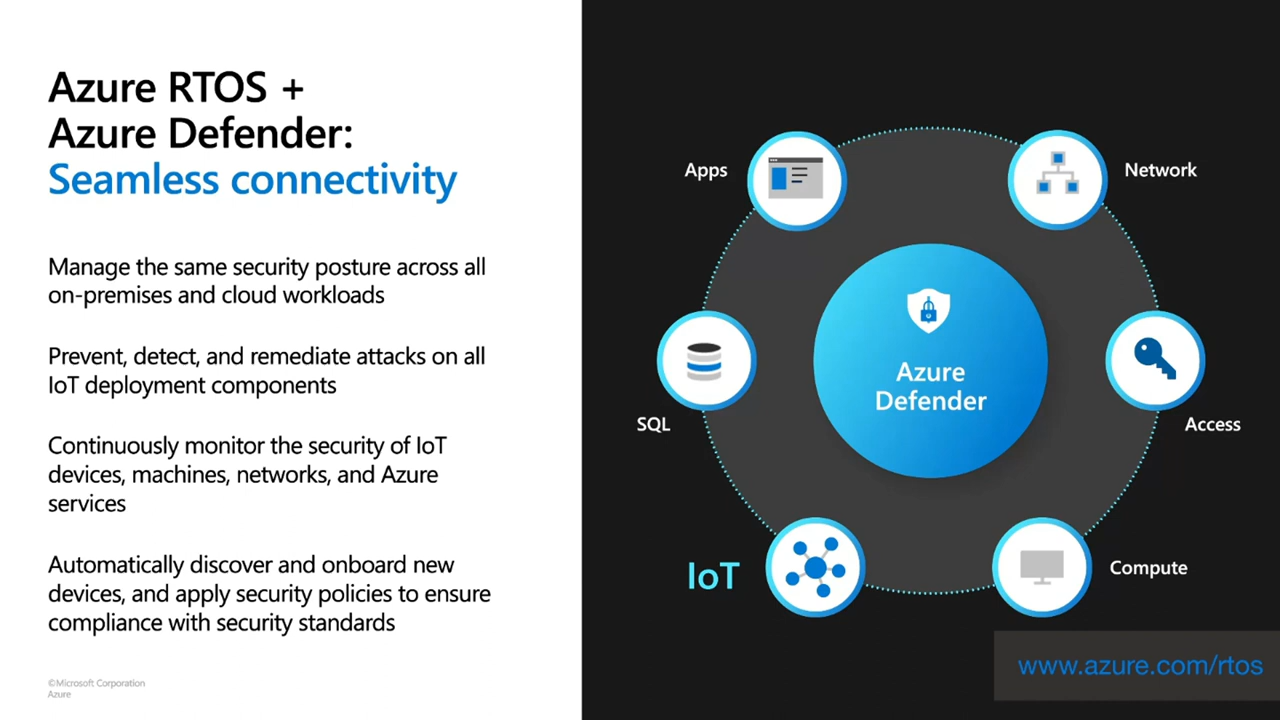 Azure RTOS +
Azure Defender:
Seamless connectivity
Manage the same security posture across all
on-premises and cloud workloads
Prevent, detect, and remediate attacks on all
IoT deployment components
Continuously monitor the security of IoT
devices, machines, networks, and Azure
services
Automatically discover and onboard new
devices, and apply security policies to ensure
compliance with security standards
©Microsoft Corporation
Azure
Apps
Network
Azure
Defender
SQL
Access
IoT
Compute
www.azure.com/rtos